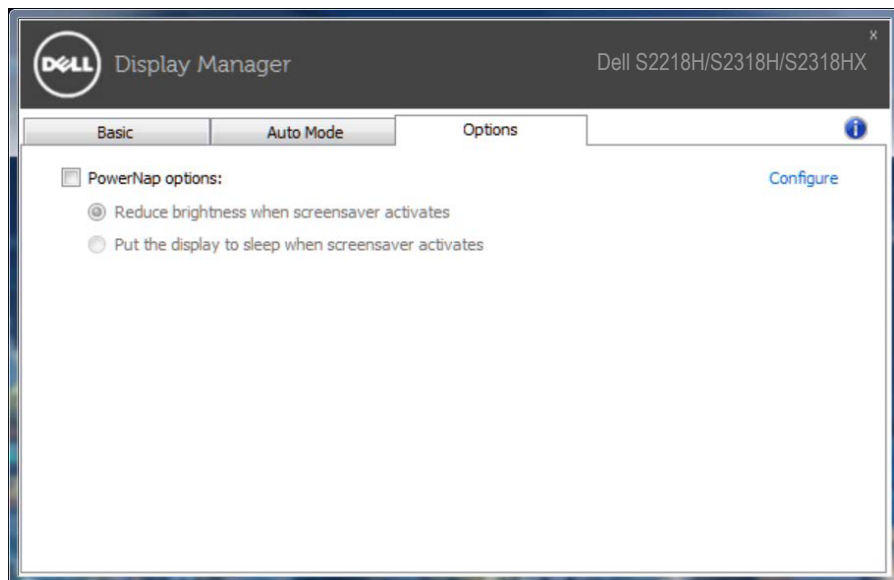 DELL Display Manager
Dell S2218H/S2318H/S2318HX
x
Basic
Auto Mode
Options
i
PowerNap options:
Configure
Reduce brightness when screensaver activates
Put the display to sleep when screensaver activates